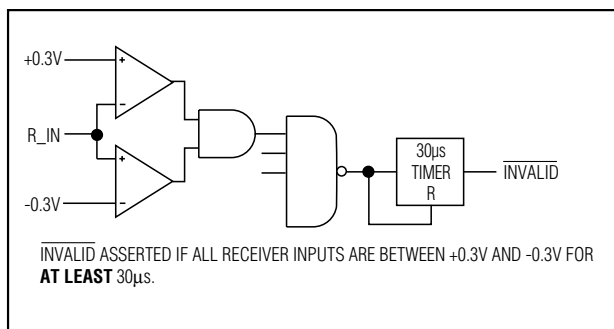 +0.3V
R_IN
-0.3V
+
-
+
-
30µs
TIMER
R
INVALID
INVALID ASSERTED IF ALL RECEIVER INPUTS ARE BETWEEN +0.3V AND -0.3V FOR
AT LEAST 30µs.